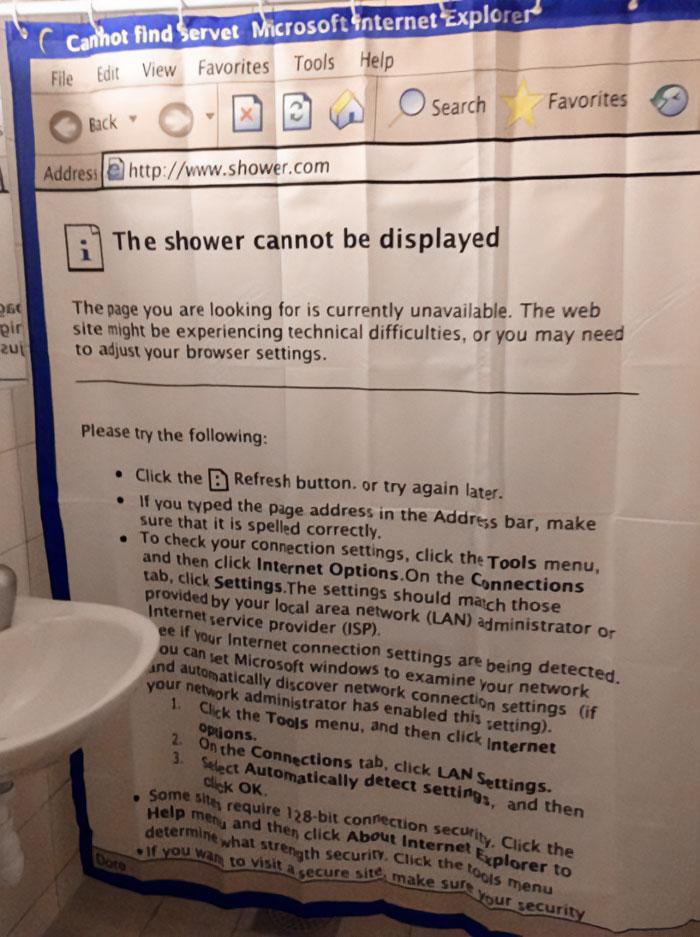 Cannot find servet Microsoft Internet Explorer
File Edit View Favorites Tools Help
Back Search Favorites
Address http://www.shower.com
i The shower cannot be displayed
The page you are looking for is currently unavailable. The web
site might be experiencing technical difficulties, or you may need
to adjust your browser settings.
Please try the following:
• Click the Refresh button. or try again later.
• If you typed the page address in the Address bar, make
sure that it is spelled correctly.
• To check your connection settings, click the Tools menu,
and then click Internet Options.On the Connections
tab, click Settings.The settings should match those
provided by your local area network (LAN) administrator or
Internet service provider (ISP).
ee if your Internet connection settings are being detected.
ou can set Microsoft windows to examine your network
and automatically discover network connection settings (if
your network administrator has enabled this setting).
1. Click the Tools menu, and then click Internet
options.
2. On the Connections tab, click LAN Settings.
3. Select Automatically detect settings, and then
click OK.
• Some sites require 128-bit connection security. Click the
Help menu and then click About Internet Explorer to
determine what strength security. Click the tools menu
• If you want to visit a secure site, make sure your security